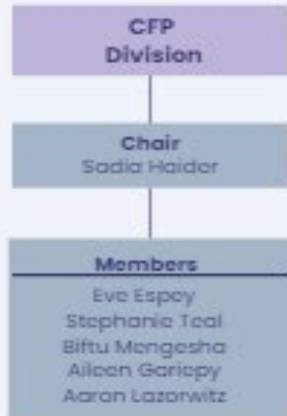 CFP
Division
Chair
Sadia Haider
Members
Eve Espey
Stephanie Teal
Biftu Mengesha
Aileen Gariepy
Aaron Lazorwitz